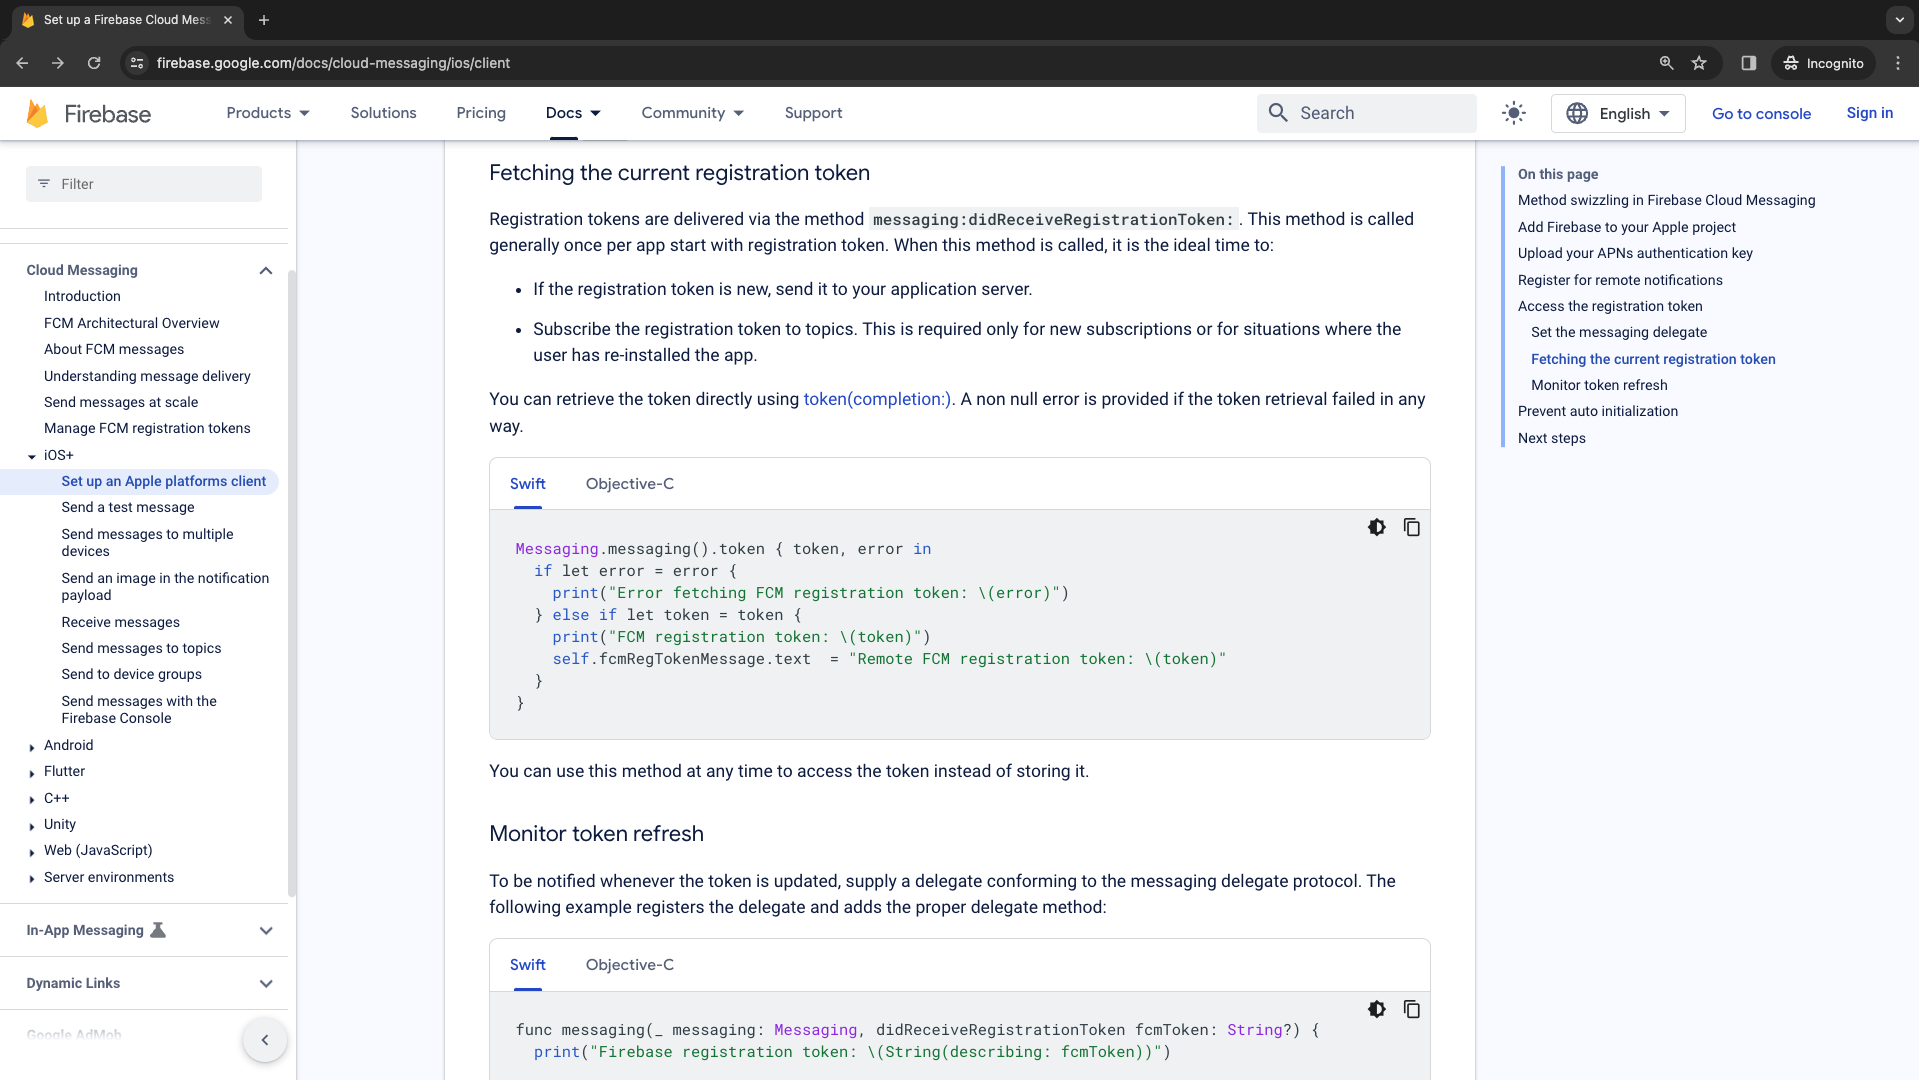 Set up a Firebase Cloud Mess
firebase.google.com/docs/cloud-messaging/ios/client
Incognito
Firebase
Products
Solutions
Pricing
Docs
Community
Support
Search
English
Go to console
Sign in
Filter
Cloud Messaging
Introduction
FCM Architectural Overview
About FCM messages
Understanding message delivery
Send messages at scale
Manage FCM registration tokens
iOS+
Set up an Apple platforms client
Send a test message
Send messages to multiple
devices
Send an image in the notification
payload
Receive messages
Send messages to topics
Send to device groups
Send messages with the
Firebase Console
Android
Flutter
C++
Unity
Web (JavaScript)
Server environments
In-App Messaging
Dynamic Links
Google AdMob
Fetching the current registration token
Registration tokens are delivered via the method messaging:didReceiveRegistrationToken:. This method is called
generally once per app start with registration token. When this method is called, it is the ideal time to:
• If the registration token is new, send it to your application server.
• Subscribe the registration token to topics. This is required only for new subscriptions or for situations where the
user has re-installed the app.
You can retrieve the token directly using token(completion:). A non null error is provided if the token retrieval failed in any
way.
Swift
Objective-C
Messaging.messaging().token { token, error in
  if let error = error {
    print("Error fetching FCM registration token: \(error)")
  } else if let token = token {
    print("FCM registration token: \(token)")
    self.fcmRegTokenMessage.text  = "Remote FCM registration token: \(token)"
  }
}
You can use this method at any time to access the token instead of storing it.
Monitor token refresh
To be notified whenever the token is updated, supply a delegate conforming to the messaging delegate protocol. The
following example registers the delegate and adds the proper delegate method:
Swift
Objective-C
func messaging(_ messaging: Messaging, didReceiveRegistrationToken fcmToken: String?) {
  print("Firebase registration token: \(String(describing: fcmToken))")
On this page
Method swizzling in Firebase Cloud Messaging
Add Firebase to your Apple project
Upload your APNs authentication key
Register for remote notifications
Access the registration token
Set the messaging delegate
Fetching the current registration token
Monitor token refresh
Prevent auto initialization
Next steps